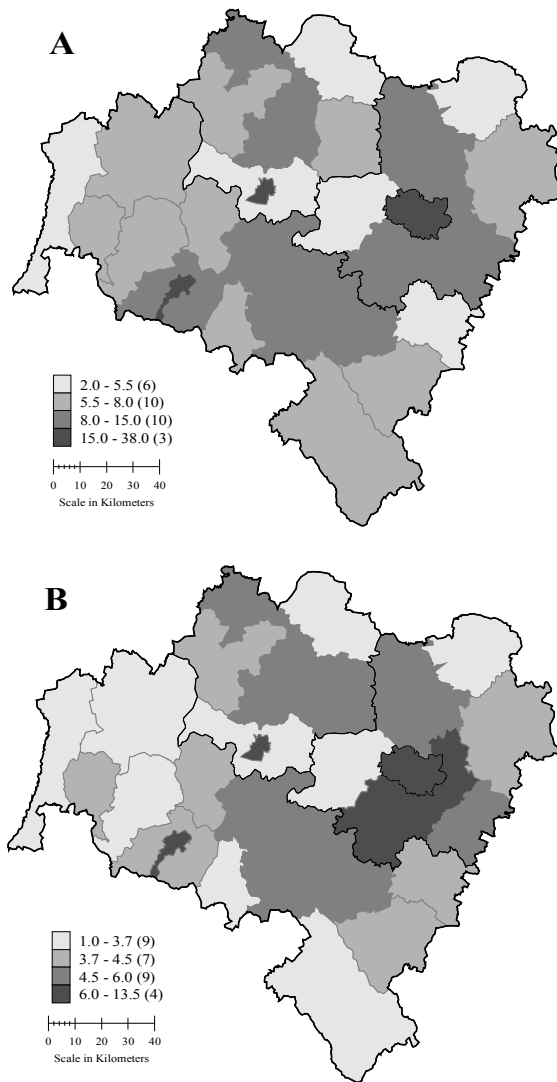 A
2.0 - 5.5 (6)
5.5 - 8.0 (10)
8.0 - 15.0 (10)
15.0 - 38.0 (3)
0 10 20 30 40
Scale in Kilometers
B
1.0 - 3.7 (9)
3.7 - 4.5 (7)
4.5 - 6.0 (9)
6.0 - 13.5 (4)
0 10 20 30 40
Scale in Kilometers